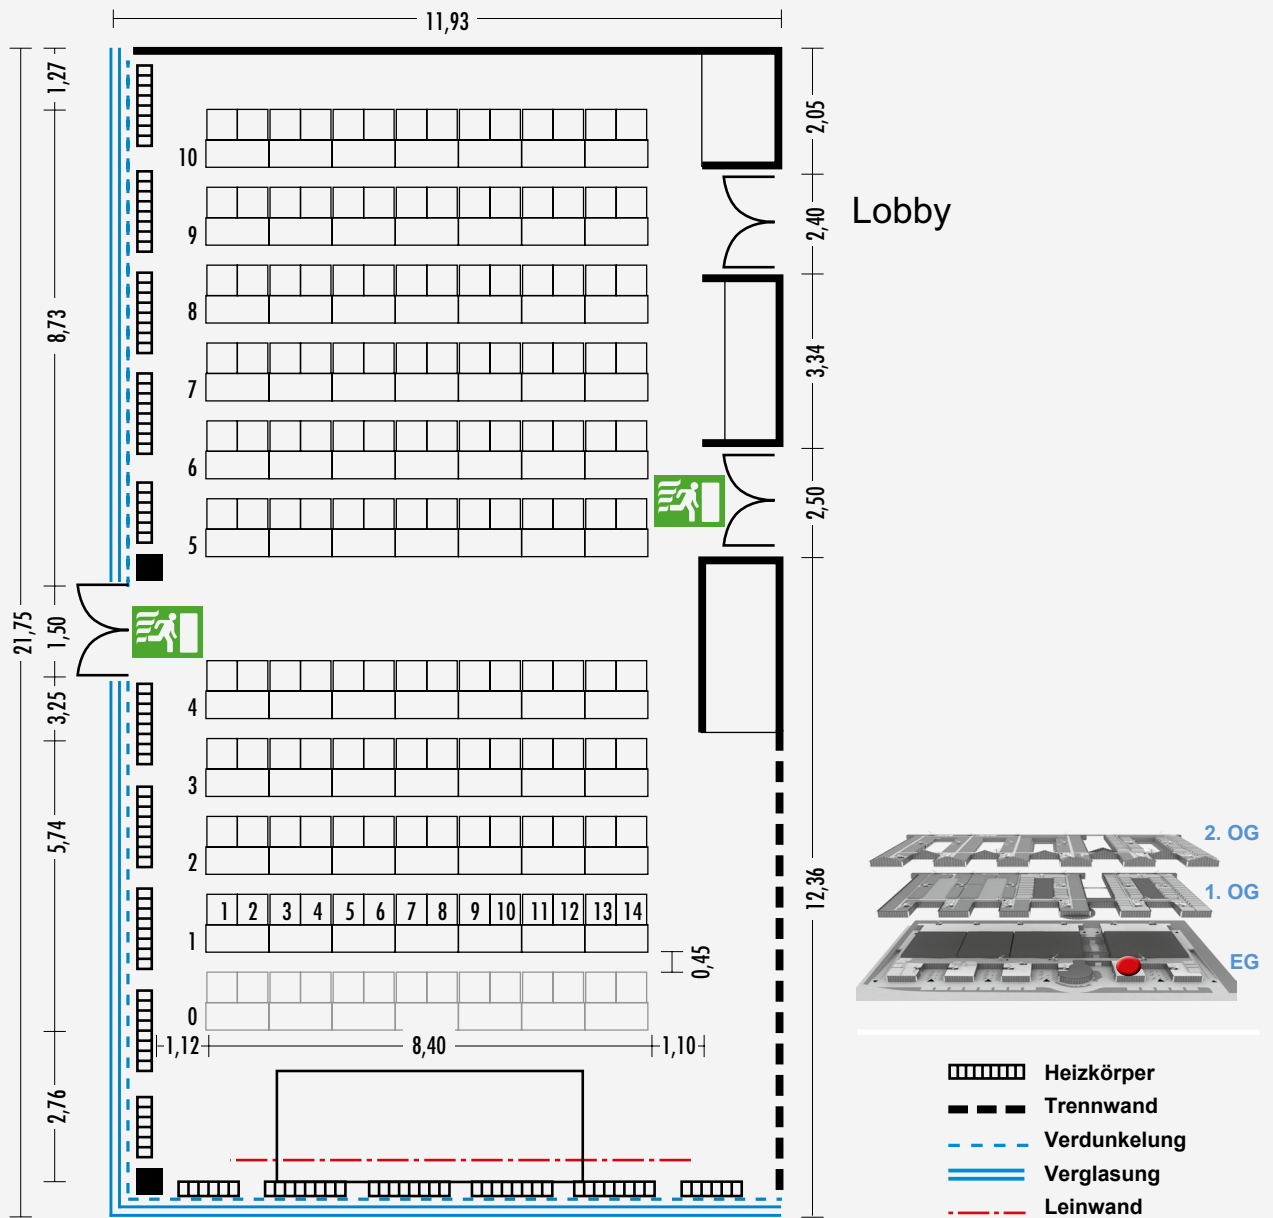 11,93
1,27
8,73
21,75
1,50
3,25
5,74
2,76
10
9
8
7
6
5
4
3
2
1 2 3 4 5 6 7 8 9 10 11 12 13 14
1
0
0,45
1,12
8,40
1,10
2,05
2,40
3,34
2,50
12,36
Lobby
2. OG
1. OG
EG
Heizkörper
Trennwand
Verdunkelung
Verglasung
Leinwand